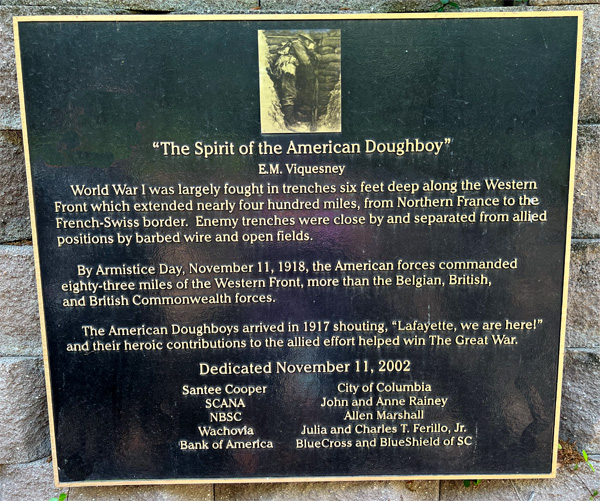 "The Spirit of the American Doughboy"
E.M. Viquesney
World War I was largely fought in trenches six feet deep along the Western
Front which extended nearly four hundred miles, from Northern France to the
French-Swiss border. Enemy trenches were close by and separated from allied
positions by barbed wire and open fields.
By Armistice Day, November 11, 1918, the American forces commanded
eighty-three miles of the Western Front, more than the Belgian, British,
and British Commonwealth forces.
The American Doughboys arrived in 1917 shouting, "Lafayette, we are here!"
and their heroic contributions to the allied effort helped win The Great War.
Dedicated November 11, 2002
Santee Cooper City of Columbia
SCANA John and Anne Rainey
NBSC Allen Marshall
Wachovia Julia and Charles T. Ferillo, Jr.
Bank of America BlueCross and BlueShield of SC